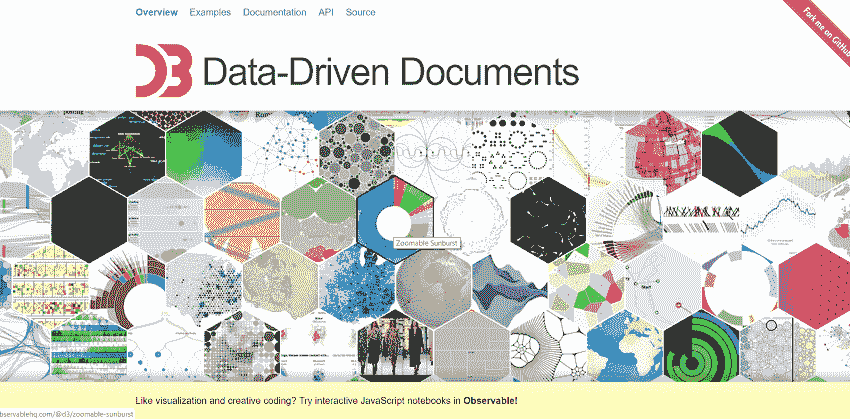 Overview Examples Documentation API Source
Fork me on GitHub
D3 Data-Driven Documents
Zoomable Sunburst
Start
Like visualization and creative coding? Try interactive JavaScript notebooks in Observable!
bservablehq.com/@d3/zoomable-sunburst